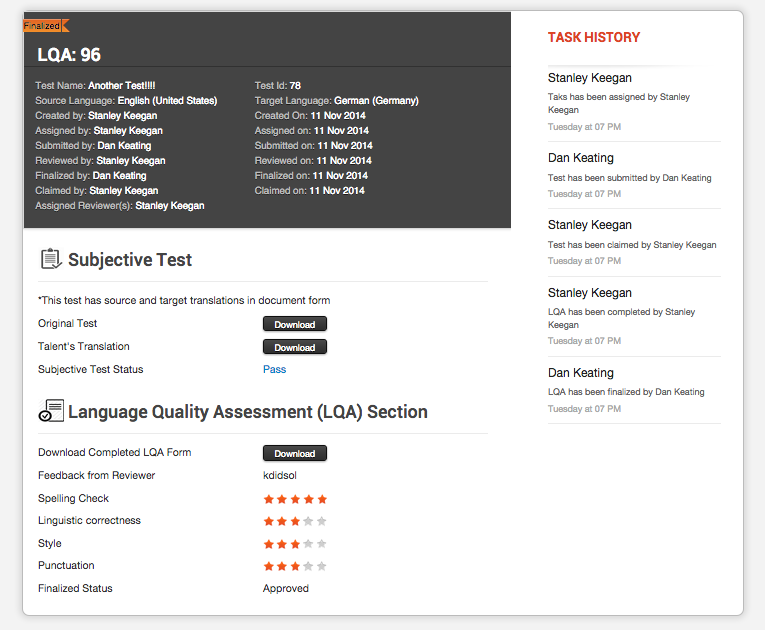 Finalized
LQA: 96
Test Name: Another Test!!!!
Test Id: 78
Source Language: English (United States)
Target Language: German (Germany)
Created by: Stanley Keegan
Created On: 11 Nov 2014
Assigned by: Stanley Keegan
Assigned on: 11 Nov 2014
Submitted by: Dan Keating
Submitted on: 11 Nov 2014
Reviewed by: Stanley Keegan
Reviewed on: 11 Nov 2014
Finalized by: Dan Keating
Finalized on: 11 Nov 2014
Claimed by: Stanley Keegan
Claimed on: 11 Nov 2014
Assigned Reviewer(s): Stanley Keegan
Subjective Test
*This test has source and target translations in document form
Original Test Download
Talent's Translation Download
Subjective Test Status Pass
Language Quality Assessment (LQA) Section
Download Completed LQA Form Download
Feedback from Reviewer kdidsol
Spelling Check
Linguistic correctness
Style
Punctuation
Finalized Status Approved
TASK HISTORY
Stanley Keegan
Taks has been assigned by Stanley
Keegan
Tuesday at 07 PM
Dan Keating
Test has been submitted by Dan Keating
Tuesday at 07 PM
Stanley Keegan
Test has been claimed by Stanley Keegan
Tuesday at 07 PM
Stanley Keegan
LQA has been completed by Stanley
Keegan
Tuesday at 07 PM
Dan Keating
LQA has been finalized by Dan Keating
Tuesday at 07 PM